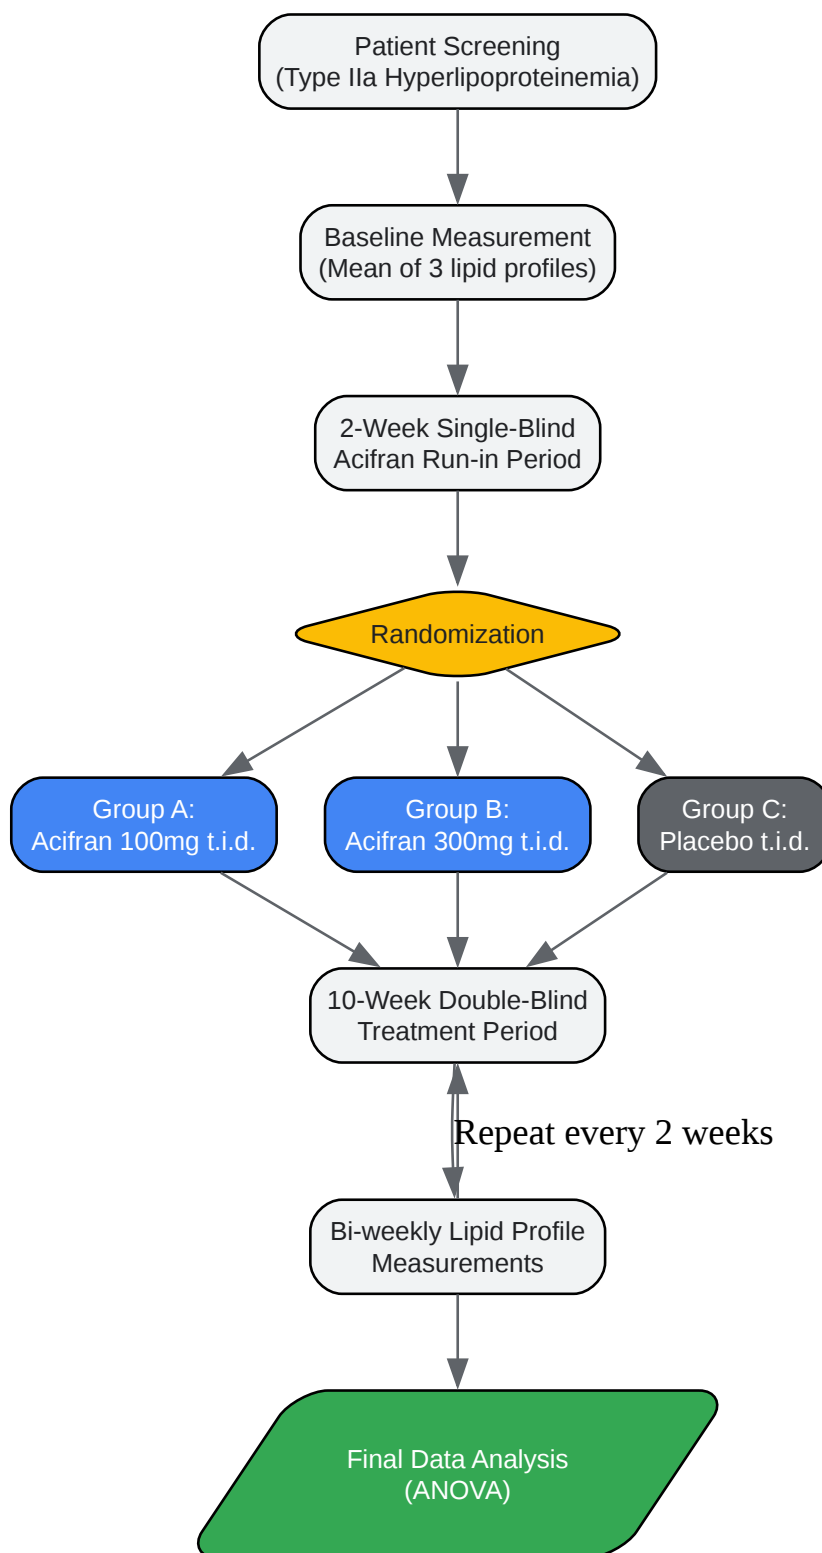 Patient Screening
(Type IIa Hyperlipoproteinemia)
Baseline Measurement
(Mean of 3 lipid profiles)
2-Week Single-Blind
Acifran Run-in Period
Randomization
Group A:
Acifran 100mg t.i.d.
Group B:
Acifran 300mg t.i.d.
Group C:
Placebo t.i.d.
10-Week Double-Blind
Treatment Period
Repeat every 2 weeks
Bi-weekly Lipid Profile
Measurements
Final Data Analysis
(ANOVA)